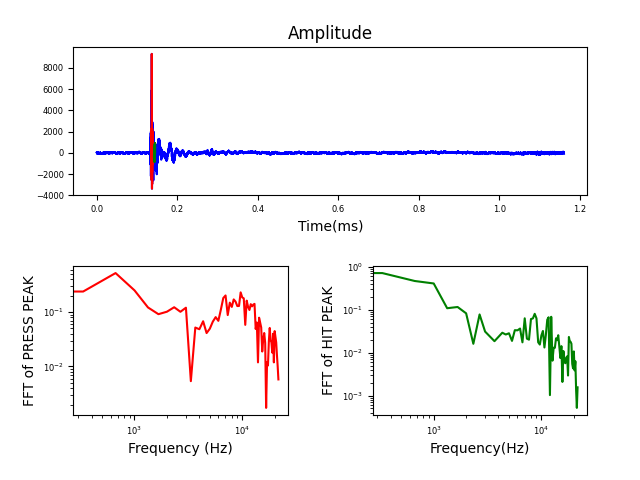 Amplitude
8000
6000
4000
2000
0
−2000
−4000
0.0 0.2 0.4 0.6 0.8 1.0 1.2
Time(ms)
FFT of PRESS PEAK
10⁻¹
10⁻²
10³ 10⁴
Frequency (Hz)
FFT of HIT PEAK
10⁰
10⁻¹
10⁻²
10⁻³
10³ 10⁴
Frequency(Hz)